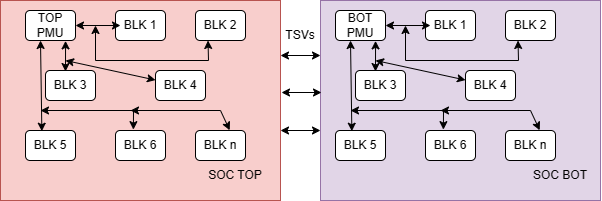 TOP
PMU
BLK 1
BLK 2
BLK 3
BLK 4
BLK 5
BLK 6
BLK n
SOC TOP
TSVs
BOT
PMU
BLK 1
BLK 2
BLK 3
BLK 4
BLK 5
BLK 6
BLK n
SOC BOT